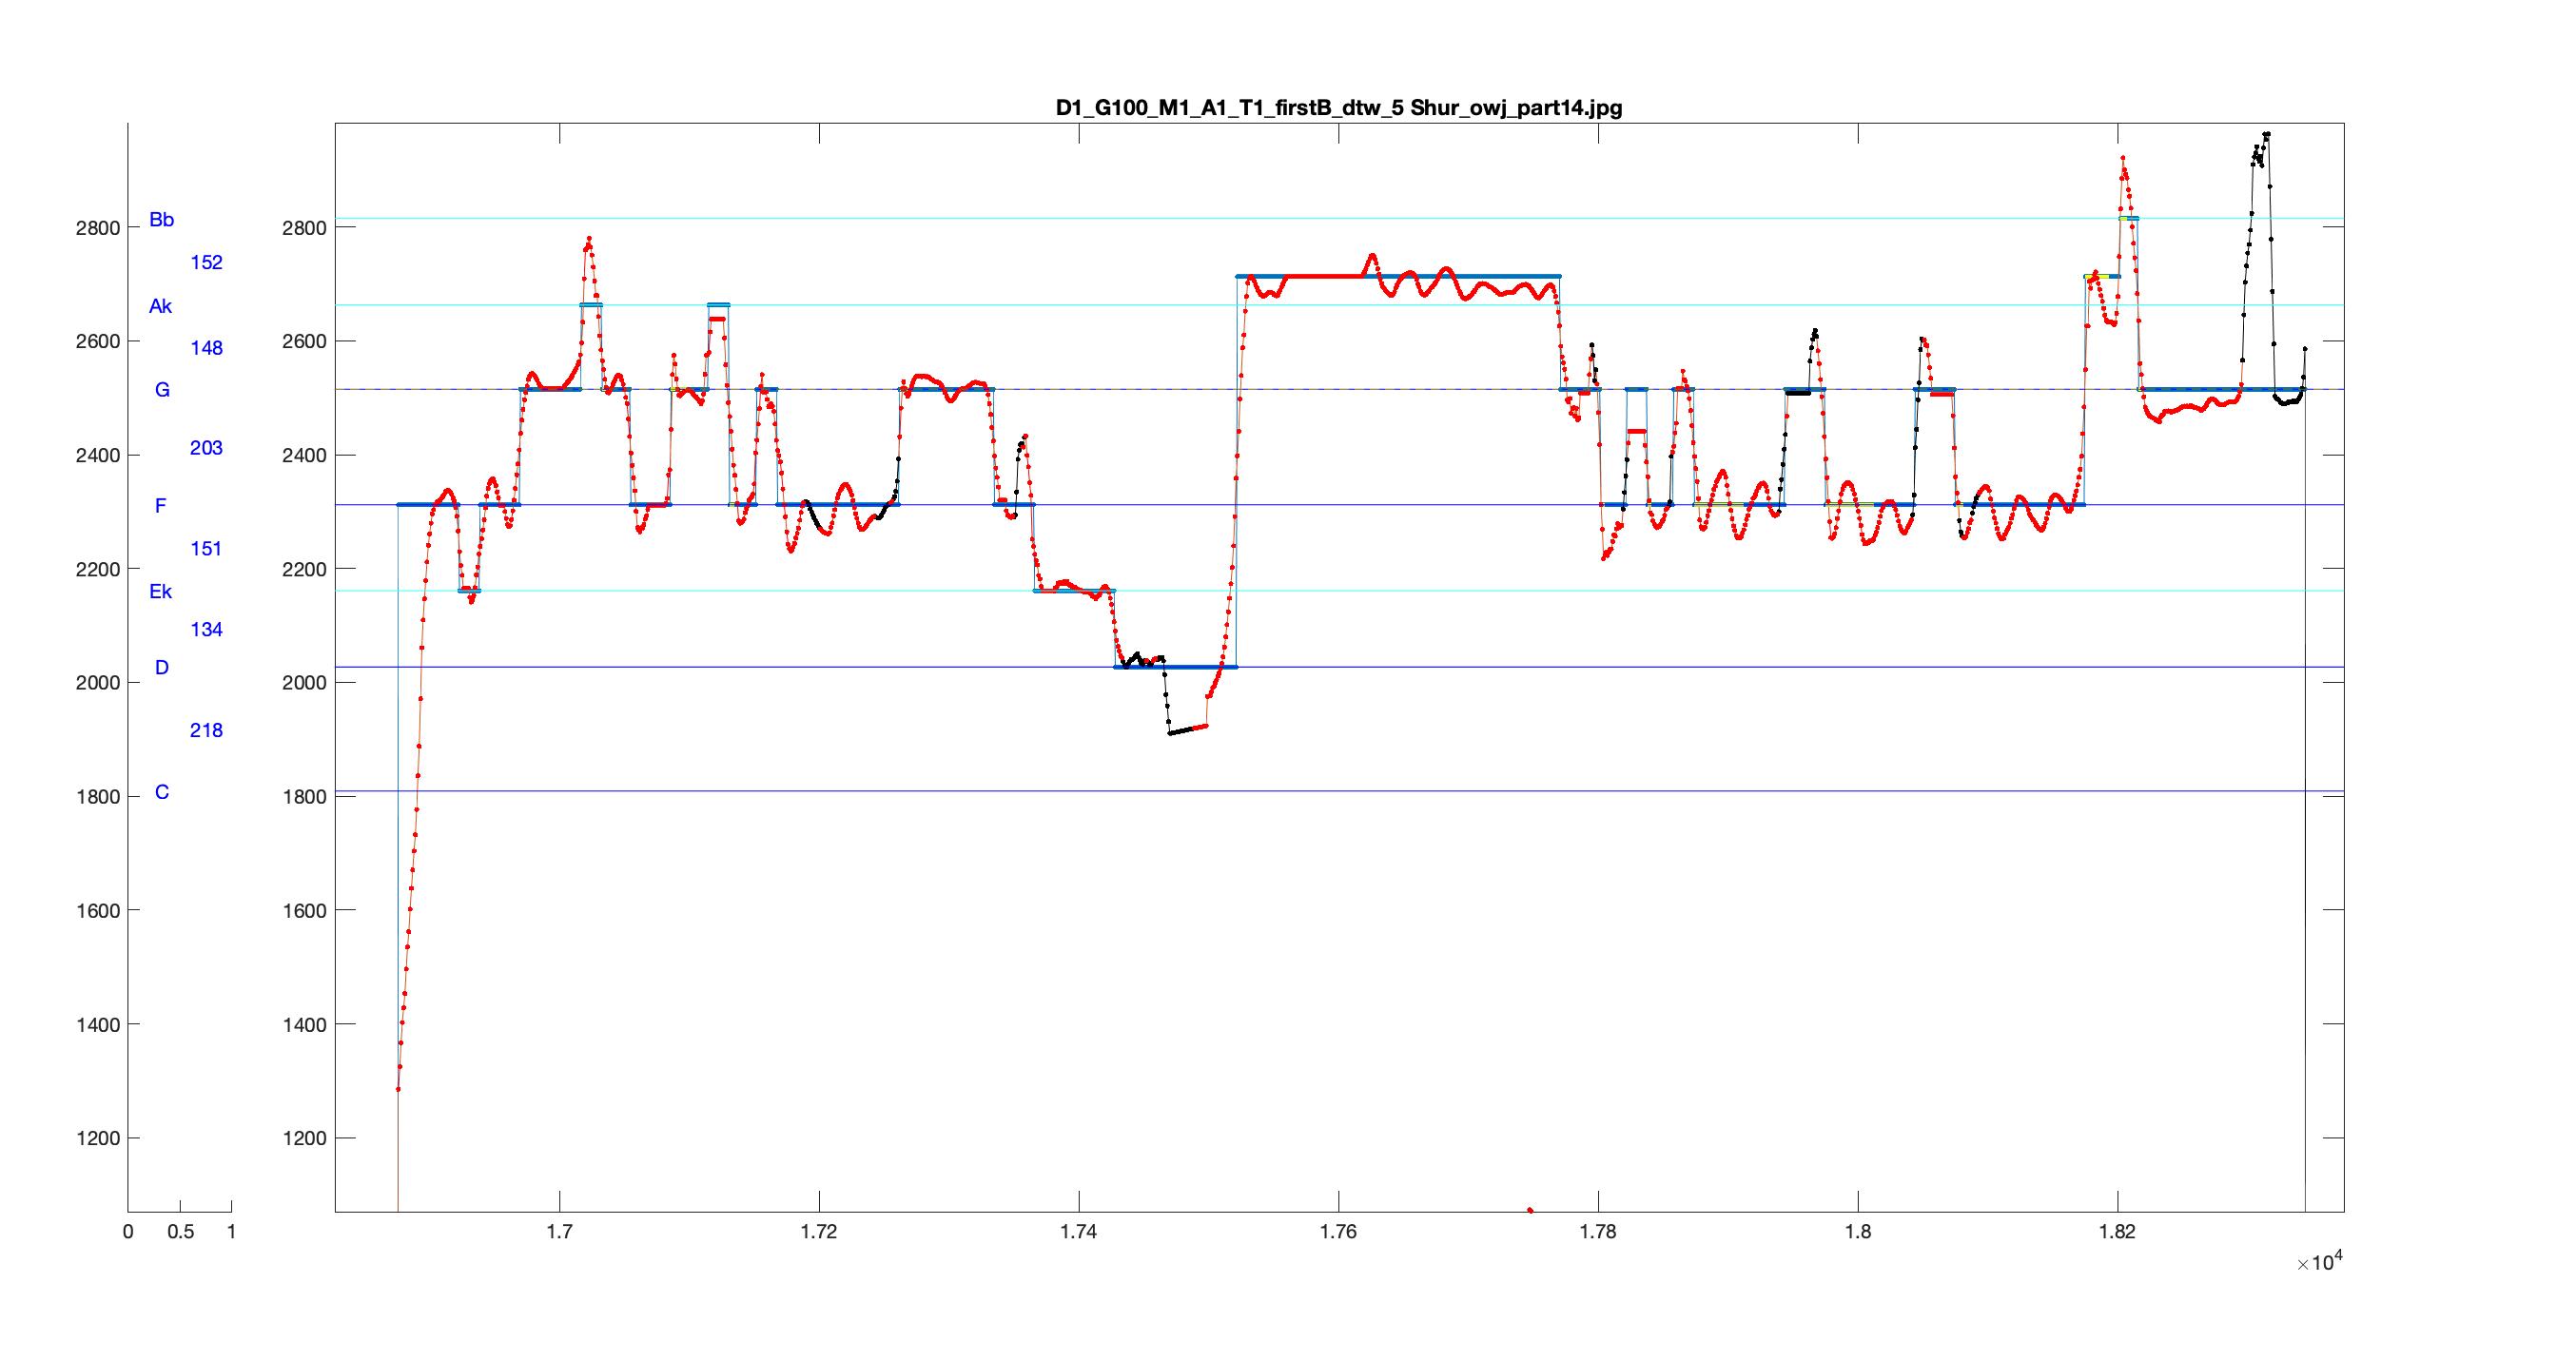 D1_G100_M1_A1_T1_firstB_dtw_5 Shur_owj_part14.jpg
2800 Bb 2800
152
Ak
2600 2600
148
G
203
2400 2400
F
151
2200 2200
Ek
134
D
2000 2000
218
1800 C 1800
1600 1600
1400 1400
1200 1200
0 0.5 1 1.7 1.72 1.74 1.76 1.78 1.8 1.82
×10^4